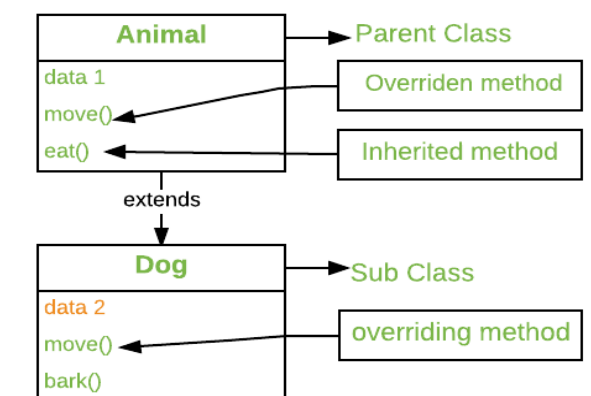 Animal
Parent Class
data 1
Overriden method
move()
eat()
Inherited method
extends
Dog
Sub Class
data 2
move()
overriding method
bark()